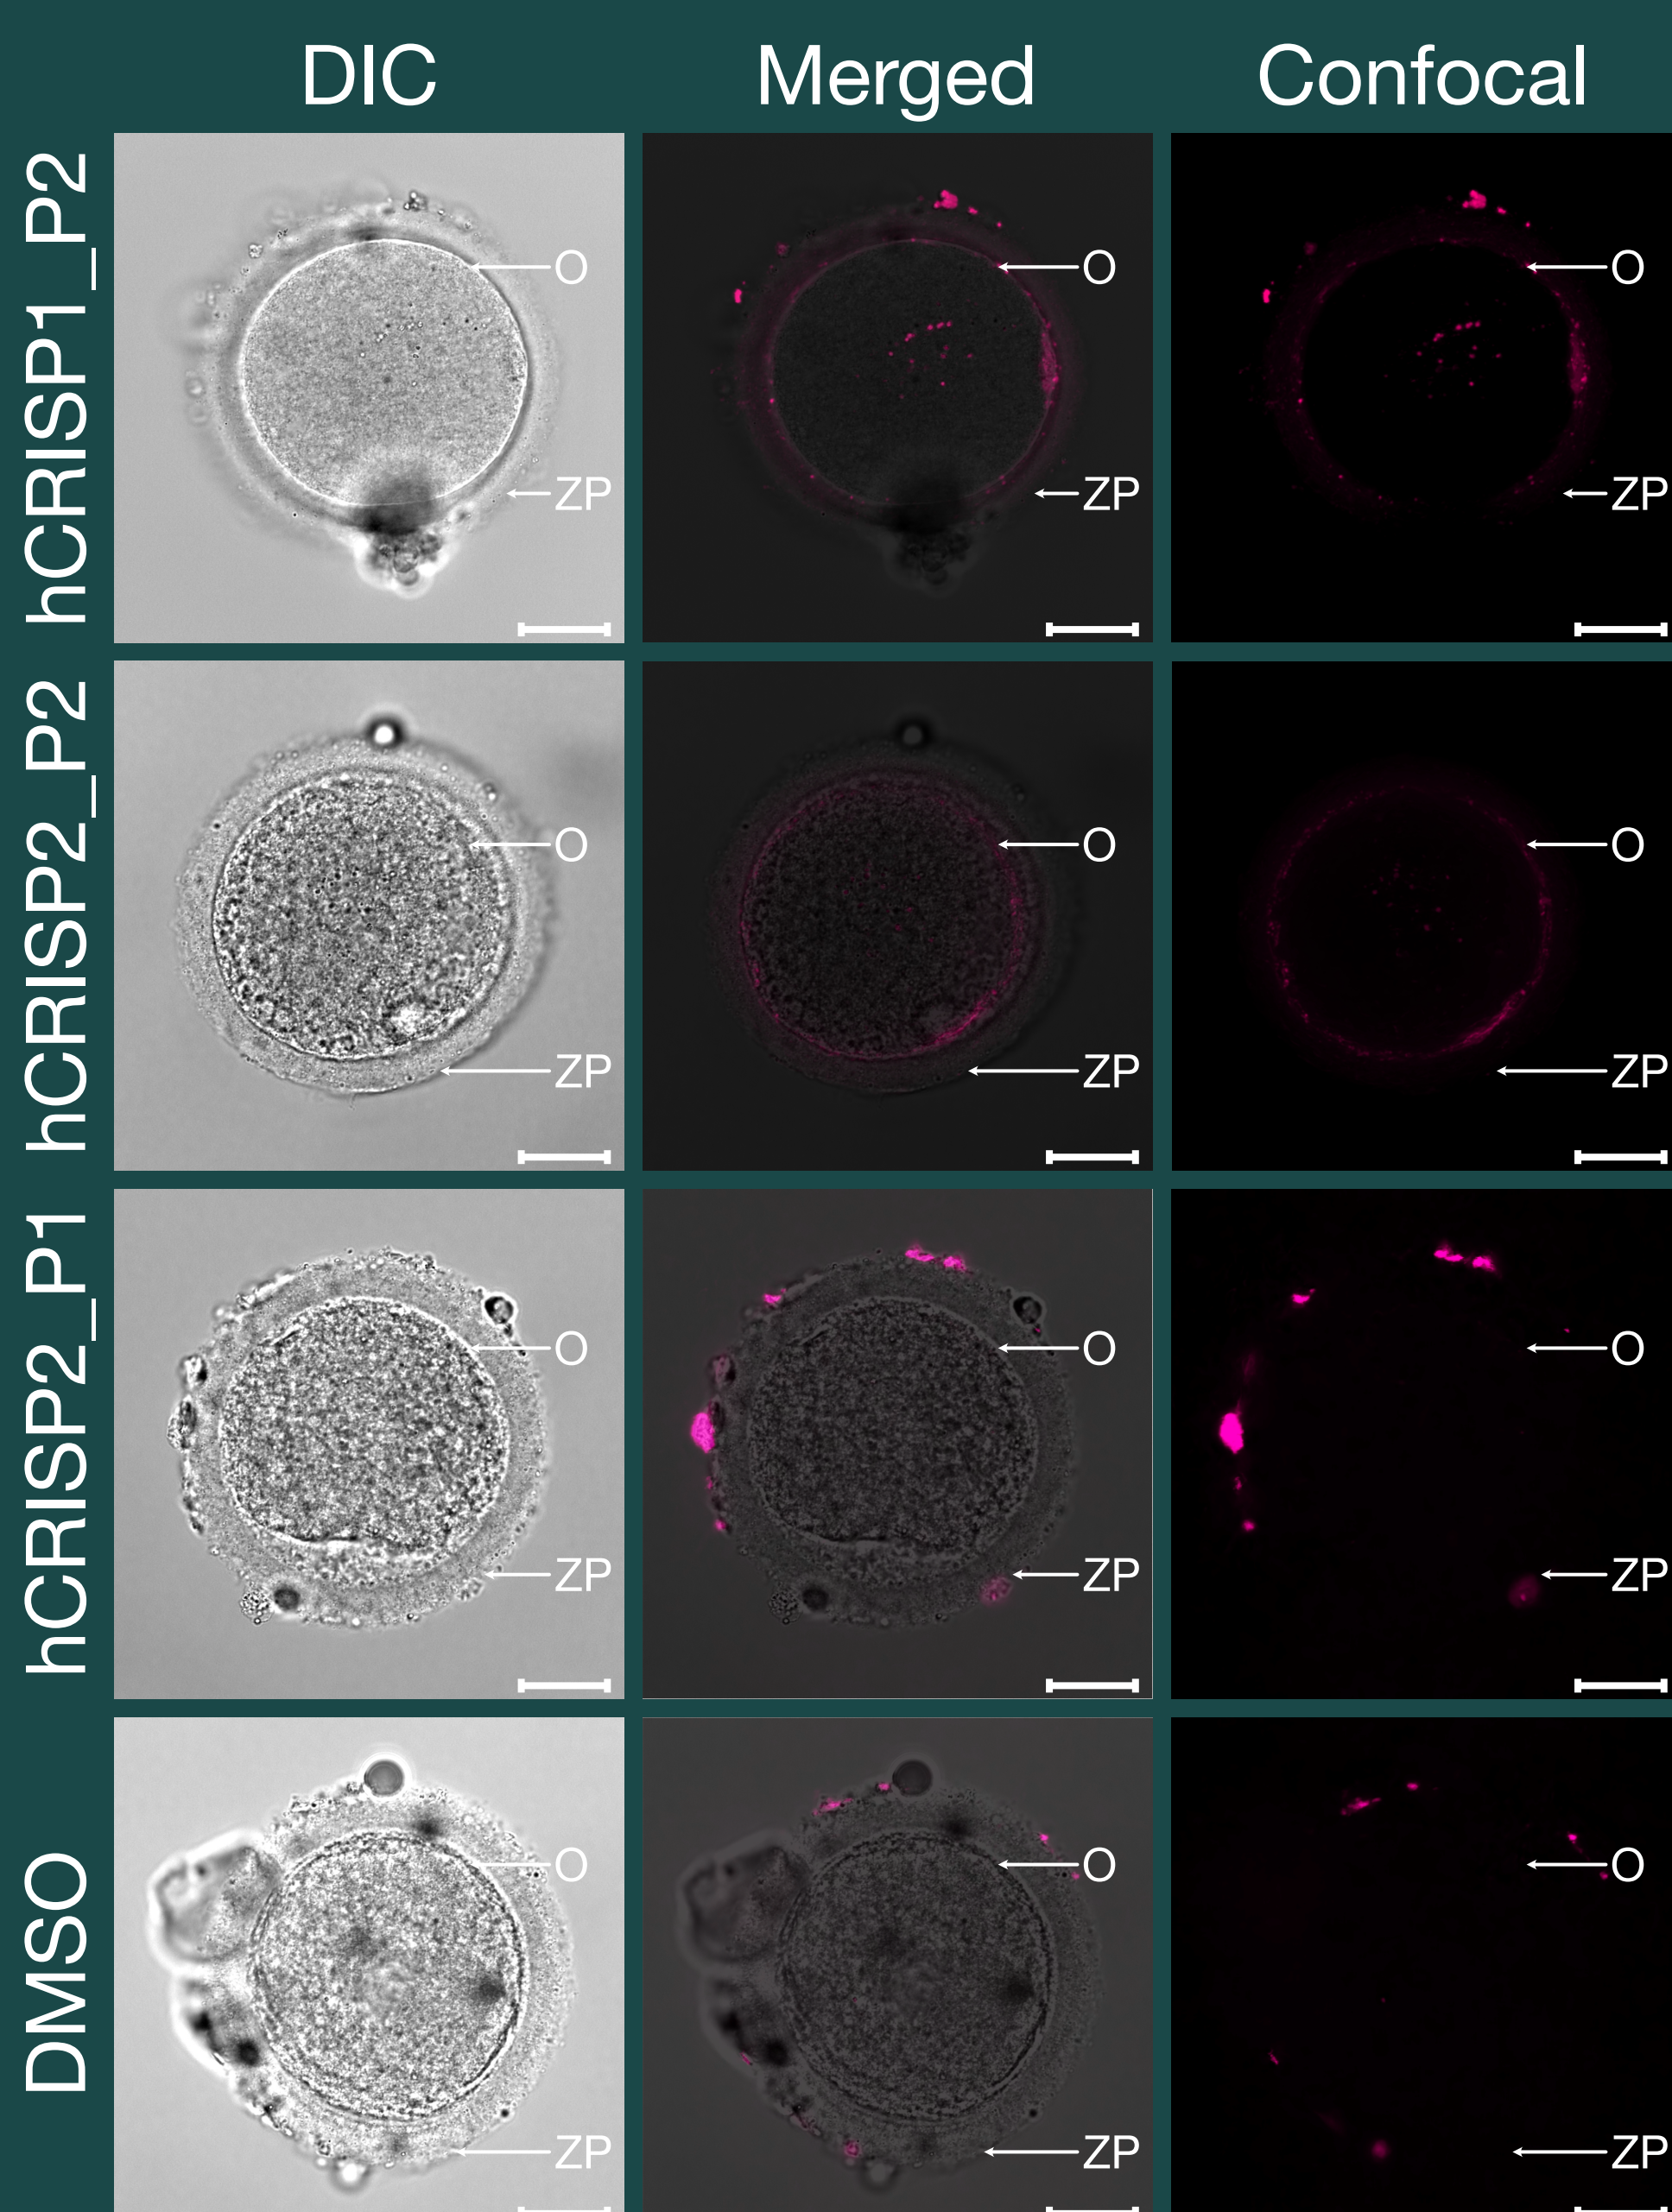 DIC Merged Confocal
hCRISP1_P2
O O O
ZP ZP ZP
hCRISP2_P2
O O O
ZP ZP ZP
hCRISP2_P1
O O O
ZP ZP ZP
DMSO
O O O
ZP ZP ZP